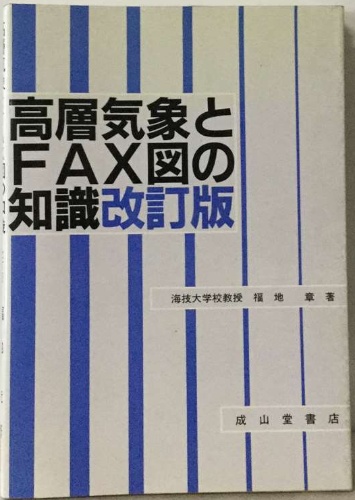 高層気象と
FAX図の
知識改訂版
海技大学校教授 福地 章著
成山堂書店